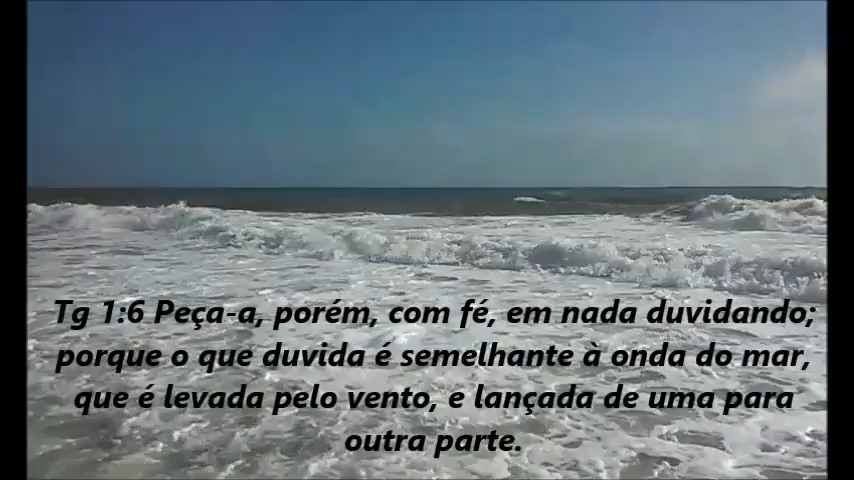 Tg 1:6 Peça-a, porém, com fé, em nada duvidando;
porque o que duvida é semelhante à onda do mar,
que é levada pelo vento, e lançada de uma para
outra parte.